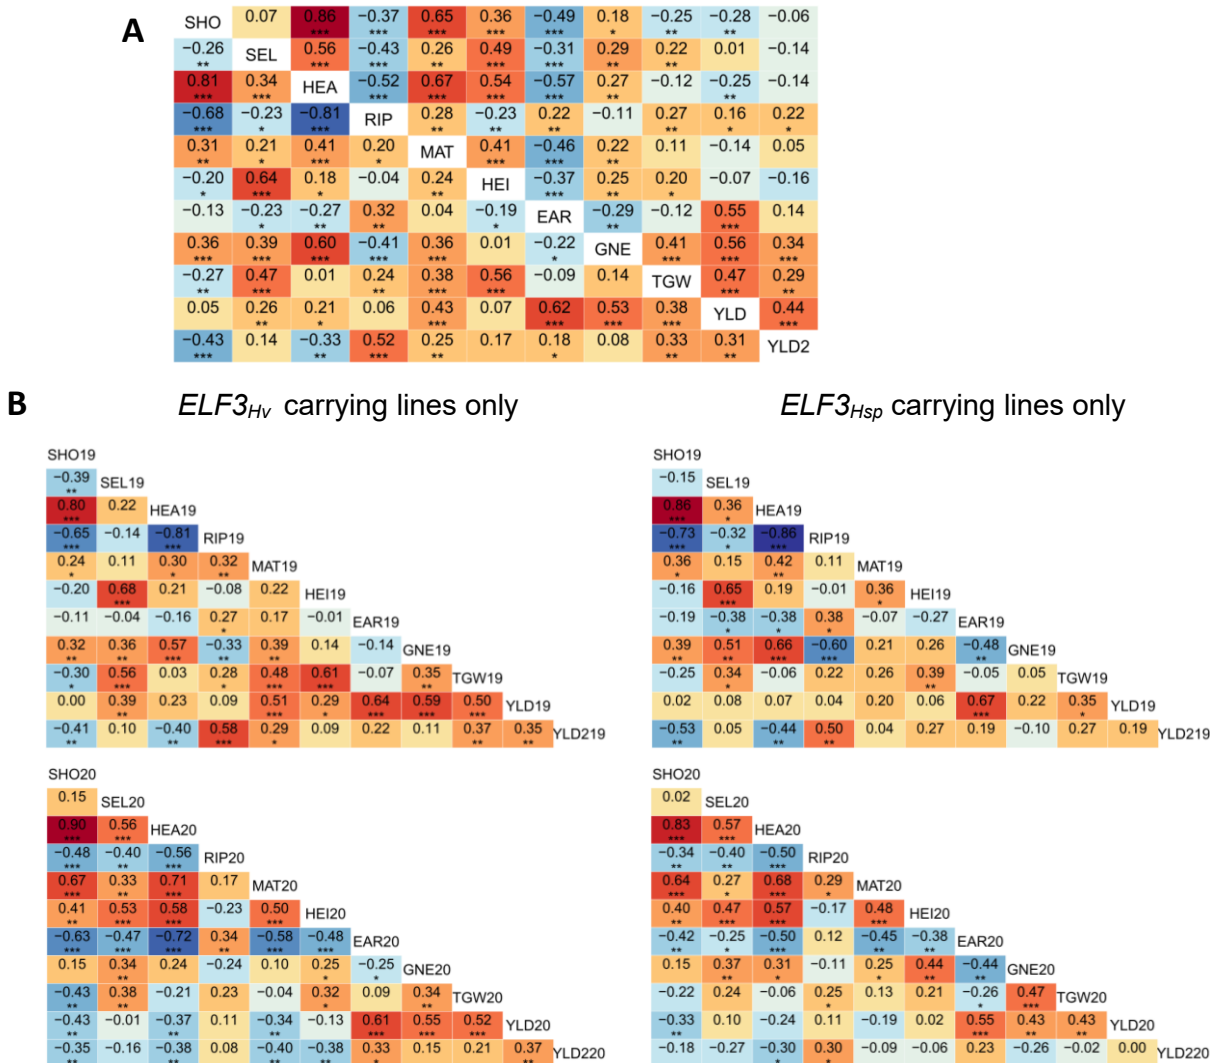 A
SHO 0.07 0.86 −0.37 0.65 0.36 −0.49 0.18 −0.25 −0.28 −0.06
*** *** *** *** *** * ** **
−0.26 SEL 0.56 −0.43 0.26 0.49 −0.31 0.29 0.22 0.01 −0.14
** *** *** ** *** *** ** **
0.81 0.34 HEA −0.52 0.67 0.54 −0.57 0.27 −0.12 −0.25 −0.14
*** *** *** *** *** *** ** **
−0.68 −0.23 −0.81 RIP 0.28 −0.23 0.22 −0.11 0.27 0.16 0.22
*** * *** ** ** ** ** * *
0.31 0.21 0.41 0.20 MAT 0.41 −0.46 0.22 0.11 −0.14 0.05
** * *** * *** *** **
−0.20 0.64 0.18 −0.04 0.24 HEI −0.37 0.25 0.20 −0.07 −0.16
* *** * ** *** ** *
−0.13 −0.23 −0.27 0.32 0.04 −0.19 EAR −0.29 −0.12 0.55 0.14
* ** ** * ** ***
0.36 0.39 0.60 −0.41 0.36 0.01 −0.22 GNE 0.41 0.56 0.34
*** *** *** *** *** * *** *** ***
−0.27 0.47 0.01 0.24 0.38 0.56 −0.09 0.14 TGW 0.47 0.29
** *** ** *** *** *** **
0.05 0.26 0.21 0.06 0.43 0.07 0.62 0.53 0.38 YLD 0.44
** * *** *** *** *** ***
−0.43 0.14 −0.33 0.52 0.25 0.17 0.18 0.08 0.33 0.31 YLD2
*** ** *** ** * ** **
B
ELF3Hv carrying lines only
SHO19
−0.39 SEL19
**
0.80 0.22 HEA19
***
−0.65 −0.14 −0.81 RIP19
*** ***
0.24 0.11 0.30 0.32 MAT19
* * **
−0.20 0.68 0.21 −0.08 0.22 HEI19
***
−0.11 −0.04 −0.16 0.27 0.17 −0.01 EAR19
*
0.32 0.36 0.57 −0.33 0.39 0.14 −0.14 GNE19
** ** *** ** **
−0.30 0.56 0.03 0.28 0.48 0.61 −0.07 0.35 TGW19
* *** * *** *** **
0.00 0.39 0.23 0.09 0.51 0.29 0.64 0.59 0.50 YLD19
** *** * *** *** ***
−0.41 0.10 −0.40 0.58 0.29 0.09 0.22 0.11 0.37 0.35 YLD219
** ** *** * ** **
ELF3Hsp carrying lines only
SHO19
−0.15 SEL19
0.86 0.36 HEA19
*** *
−0.73 −0.32 −0.86 RIP19
*** * ***
0.36 0.15 0.42 0.11 MAT19
* **
−0.16 0.65 0.19 −0.01 0.36 HEI19
*** *
−0.19 −0.38 −0.38 0.38 −0.07 −0.27 EAR19
* * *
0.39 0.51 0.66 −0.60 0.21 0.26 −0.48 GNE19
** ** *** *** **
−0.25 0.34 −0.06 0.22 0.26 0.39 −0.05 0.05 TGW19
* **
0.02 0.08 0.07 0.04 0.20 0.06 0.67 0.22 0.35 YLD19
*** *
−0.53 0.05 −0.44 0.50 0.04 0.27 0.19 −0.10 0.27 0.19 YLD219
** ** **
SHO20
0.15 SEL20
0.90 0.56 HEA20
*** ***
−0.48 −0.40 −0.56 RIP20
*** ** ***
0.67 0.33 0.71 0.17 MAT20
*** ** ***
0.41 0.53 0.58 −0.23 0.50 HEI20
** *** *** ***
−0.63 −0.47 −0.72 0.34 −0.58 −0.48 EAR20
*** *** *** ** *** ***
0.15 0.34 0.24 −0.24 0.10 0.25 −0.25 GNE20
** * *
−0.43 0.38 −0.21 0.23 −0.04 0.32 0.09 0.34 TGW20
** ** * **
−0.43 −0.01 −0.37 0.11 −0.34 −0.13 0.61 0.55 0.52 YLD20
** ** ** *** *** ***
−0.35 −0.16 −0.38 0.08 −0.40 −0.38 0.33 0.15 0.21 0.37 YLD220
** ** ** ** * **
SHO20
0.02 SEL20
0.83 0.57 HEA20
*** ***
−0.34 −0.40 −0.50 RIP20
** ** ***
0.64 0.27 0.68 0.29 MAT20
*** * *** *
0.40 0.47 0.57 −0.17 0.48 HEI20
** *** *** ***
−0.42 −0.25 −0.50 0.12 −0.45 −0.38 EAR20
** * *** ** **
0.15 0.37 0.31 −0.11 0.25 0.44 −0.44 GNE20
** * * ** **
−0.22 0.24 −0.06 0.25 0.13 0.21 −0.26 0.47 TGW20
* * ***
−0.33 0.10 −0.24 0.11 −0.19 0.02 0.55 0.43 0.43 YLD20
** *** ** **
−0.18 −0.27 −0.30 0.30 −0.09 −0.06 0.23 −0.26 −0.02 0.00 YLD220
* *